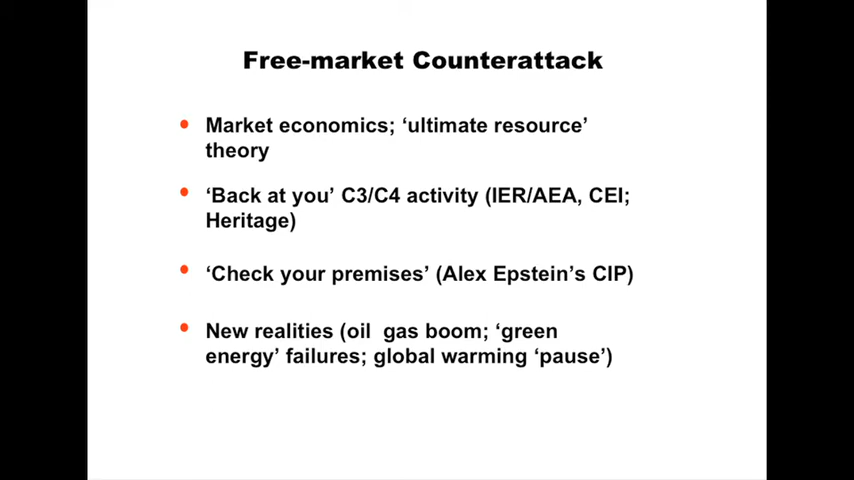 Free-market Counterattack
• Market economics; ‘ultimate resource’
theory
• ‘Back at you’ C3/C4 activity (IER/AEA, CEI;
Heritage)
• ‘Check your premises’ (Alex Epstein’s CIP)
• New realities (oil  gas boom; ‘green
energy’ failures; global warming ‘pause’)